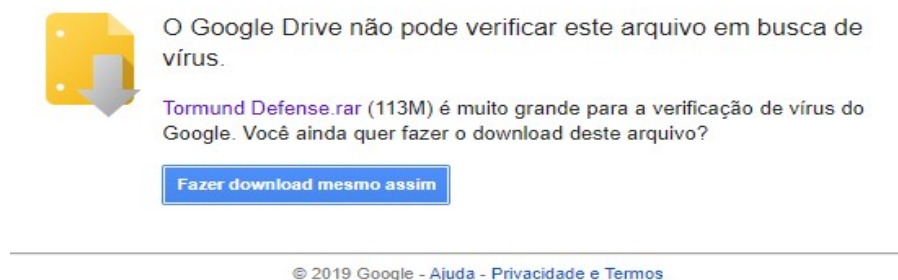 O Google Drive não pode verificar este arquivo em busca de
vírus.
Tormund Defense.rar (113M) é muito grande para a verificação de vírus do
Google. Você ainda quer fazer o download deste arquivo?
Fazer download mesmo assim
© 2019 Google - Ajuda - Privacidade e Termos